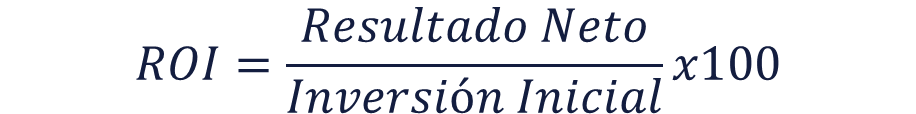 Resultado Neto
ROI = x100
Inversión Inicial